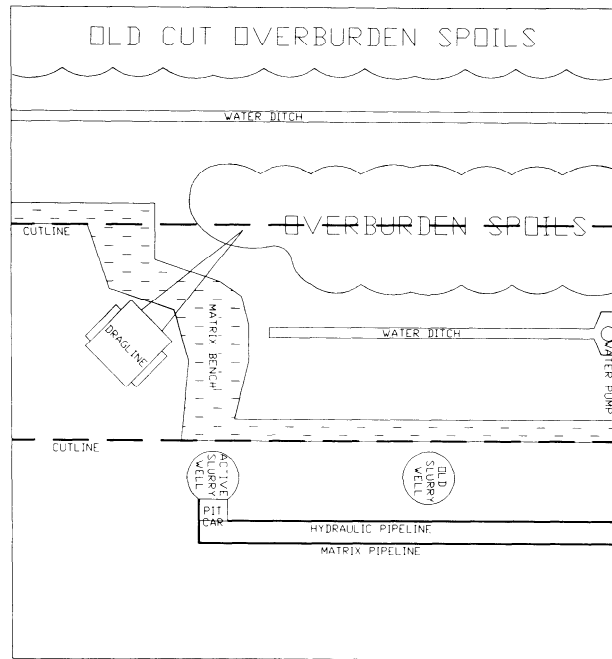 OLD CUT OVERBURDEN SPOILS
WATER DITCH
OVERBURDEN SPOILS
CUTLINE
DRAGLINE
MATRIX BENCH
WATER DITCH
WATER PUMP
CUTLINE
ACTIVE
SLURRY
WELL
OLD
SLURRY
WELL
PIT
CAR
HYDRAULIC PIPELINE
MATRIX PIPELINE